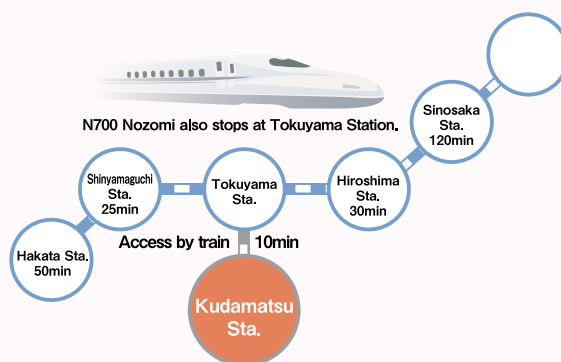 N700 Nozomi also stops at Tokuyama Station.
Sinosaka
Sta.
120min
Shinyamaguchi
Sta.
25min
Tokuyama
Sta.
Hiroshima
Sta.
30min
Hakata Sta.
50min
Access by train 10min
Kudamatsu
Sta.